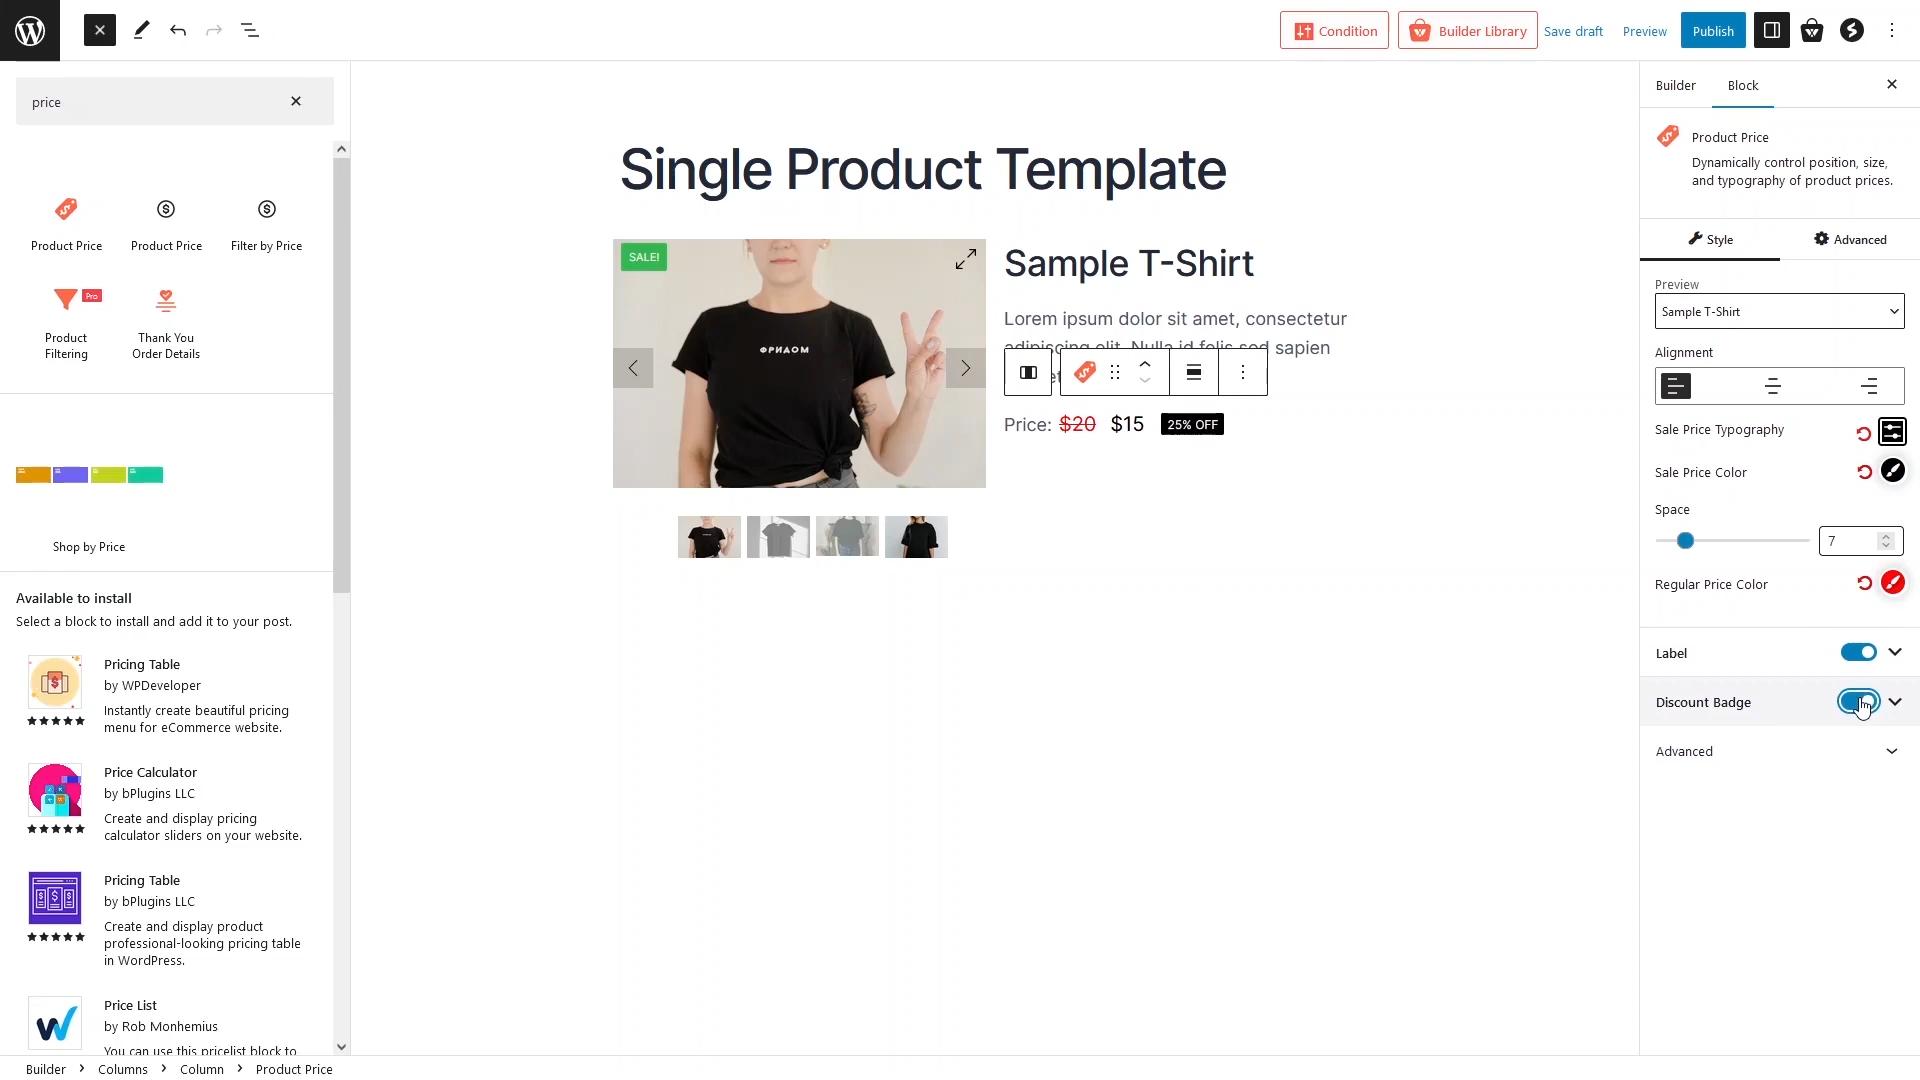 Condition
Builder Library
Save draft
Preview
Publish
price
Product Price
Product Price
Filter by Price
Pro
Product
Filtering
Thank You
Order Details
Shop by Price
Available to install
Select a block to install and add it to your post.
Pricing Table
by WPDeveloper
Instantly create beautiful pricing
menu for eCommerce website.
Price Calculator
by bPlugins LLC
Create and display pricing
calculator sliders on your website.
Pricing Table
by bPlugins LLC
Create and display product
professional-looking pricing table
in WordPress.
Price List
by Rob Monhemius
You can use this pricelist block to
Single Product Template
SALE!
ФРИДОМ
Sample T-Shirt
Lorem ipsum dolor sit amet, consectetur
adipiscing elit. Nulla id felis sed sapien
Price: $20 $15 25% OFF
Builder
Block
Product Price
Dynamically control position, size,
and typography of product prices.
Style
Advanced
Preview
Sample T-Shirt
Alignment
Sale Price Typography
Sale Price Color
Space
7
Regular Price Color
Label
Discount Badge
Advanced
Builder > Columns > Column > Product Price